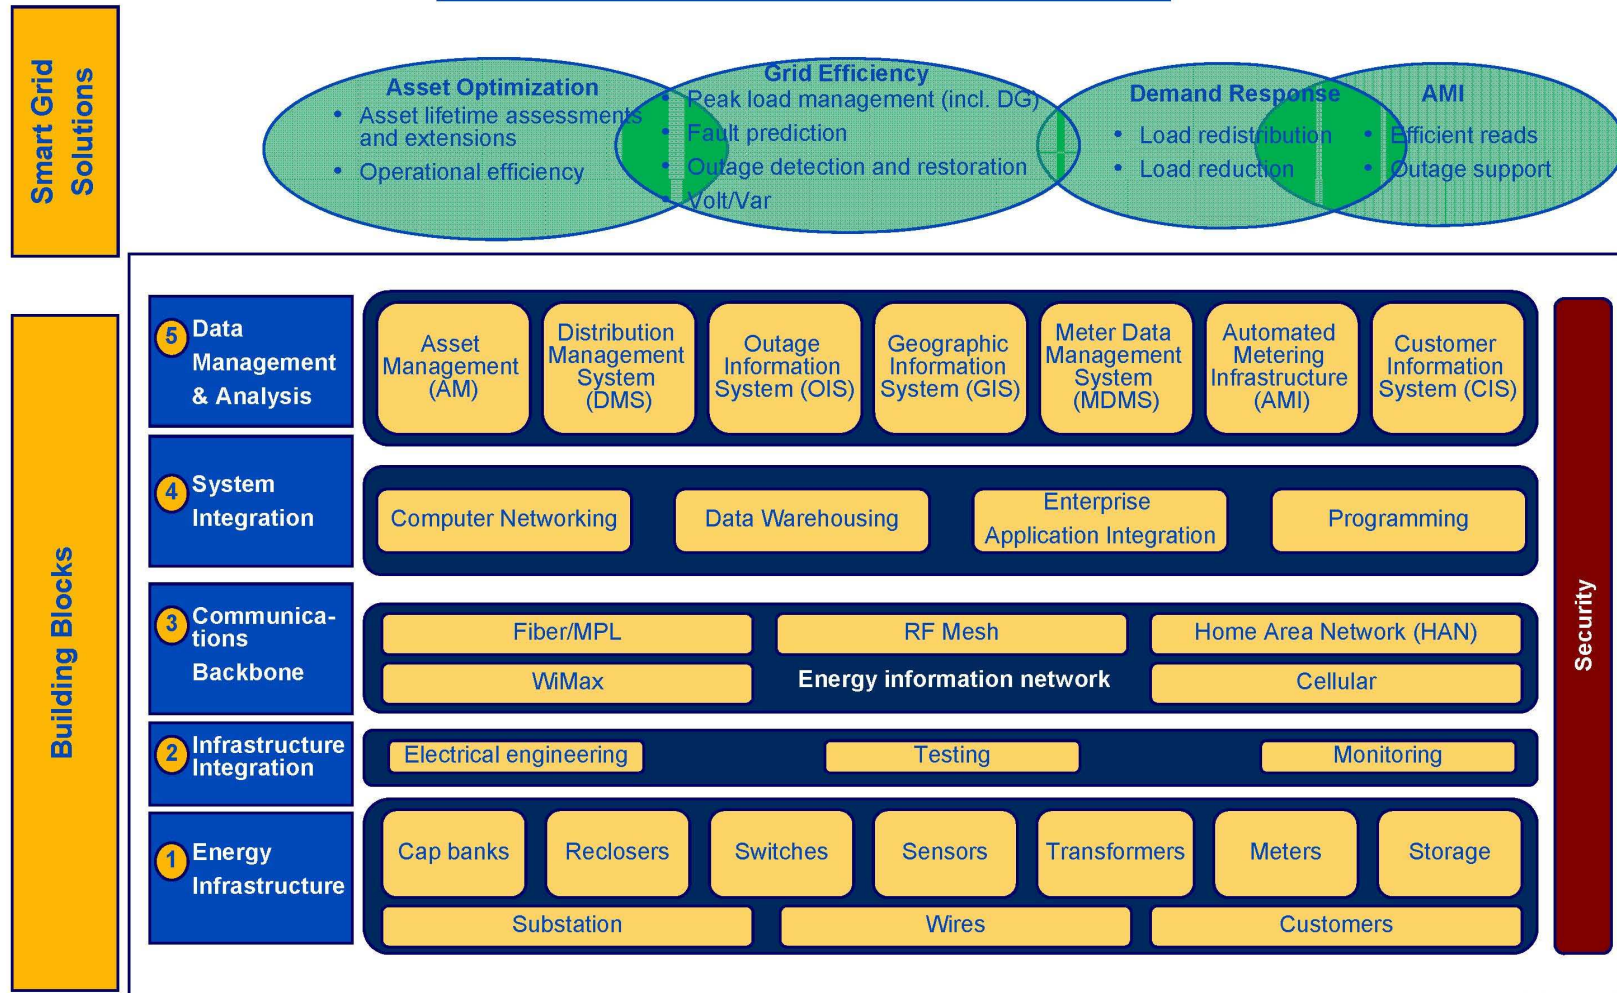 Smart Grid
Solutions
Asset Optimization
• Asset lifetime assessments
and extensions
• Operational efficiency
Grid Efficiency
• Peak load management (incl. DG)
• Fault prediction
• Outage detection and restoration
• Volt/Var
Demand Response
• Load redistribution
• Load reduction
AMI
• Efficient reads
• Outage support
Building Blocks
5 Data
Management
& Analysis
Asset
Management
(AM)
Distribution
Management
System
(DMS)
Outage
Information
System (OIS)
Geographic
Information
System (GIS)
Meter Data
Management
System
(MDMS)
Automated
Metering
Infrastructure
(AMI)
Customer
Information
System (CIS)
4 System
Integration
Computer Networking
Data Warehousing
Enterprise
Application Integration
Programming
3 Communica-
tions
Backbone
Fiber/MPL
RF Mesh
Home Area Network (HAN)
WiMax
Energy information network
Cellular
2 Infrastructure
Integration
Electrical engineering
Testing
Monitoring
1 Energy
Infrastructure
Cap banks
Reclosers
Switches
Sensors
Transformers
Meters
Storage
Substation
Wires
Customers
Security